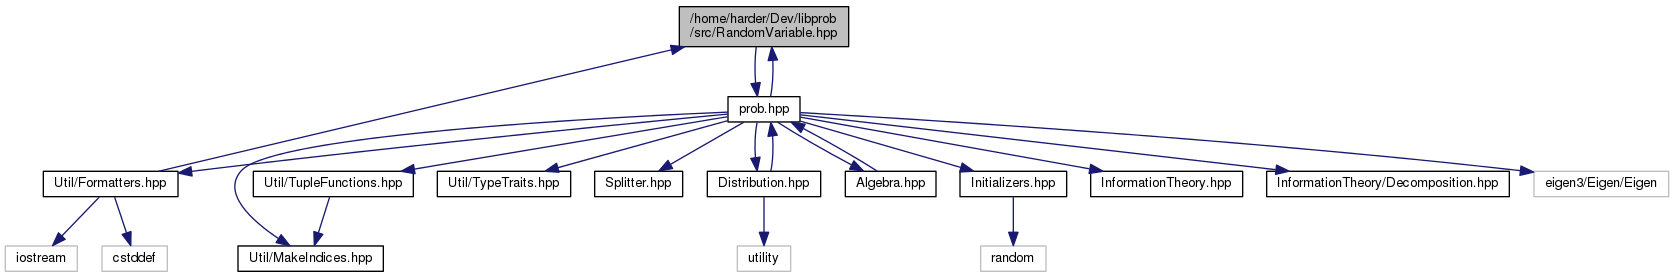 /home/harder/Dev/libprob
/src/RandomVariable.hpp
prob.hpp
Util/Formatters.hpp
Util/TupleFunctions.hpp
Util/TypeTraits.hpp
Splitter.hpp
Distribution.hpp
Algebra.hpp
Initializers.hpp
InformationTheory.hpp
InformationTheory/Decomposition.hpp
eigen3/Eigen/Eigen
iostream
cstddef
Util/MakeIndices.hpp
utility
random